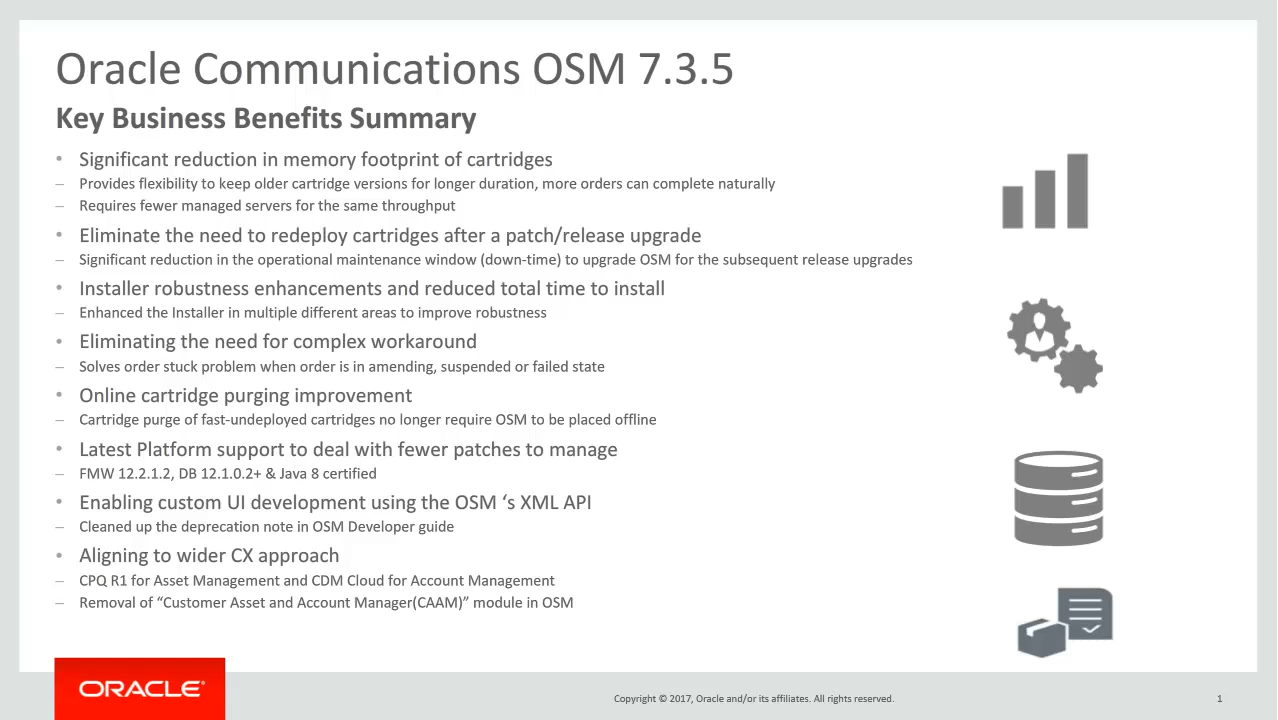 Oracle Communications OSM 7.3.5
Key Business Benefits Summary
• Significant reduction in memory footprint of cartridges
– Provides flexibility to keep older cartridge versions for longer duration, more orders can complete naturally
– Requires fewer managed servers for the same throughput
• Eliminate the need to redeploy cartridges after a patch/release upgrade
– Significant reduction in the operational maintenance window (down-time) to upgrade OSM for the subsequent release upgrades
• Installer robustness enhancements and reduced total time to install
– Enhanced the Installer in multiple different areas to improve robustness
• Eliminating the need for complex workaround
– Solves order stuck problem when order is in amending, suspended or failed state
• Online cartridge purging improvement
– Cartridge purge of fast-undeployed cartridges no longer require OSM to be placed offline
• Latest Platform support to deal with fewer patches to manage
– FMW 12.2.1.2, DB 12.1.0.2+ & Java 8 certified
• Enabling custom UI development using the OSM ‘s XML API
– Cleaned up the deprecation note in OSM Developer guide
• Aligning to wider CX approach
– CPQ R1 for Asset Management and CDM Cloud for Account Management
– Removal of “Customer Asset and Account Manager(CAAM)” module in OSM
ORACLE®
Copyright © 2017, Oracle and/or its affiliates. All rights reserved.
1